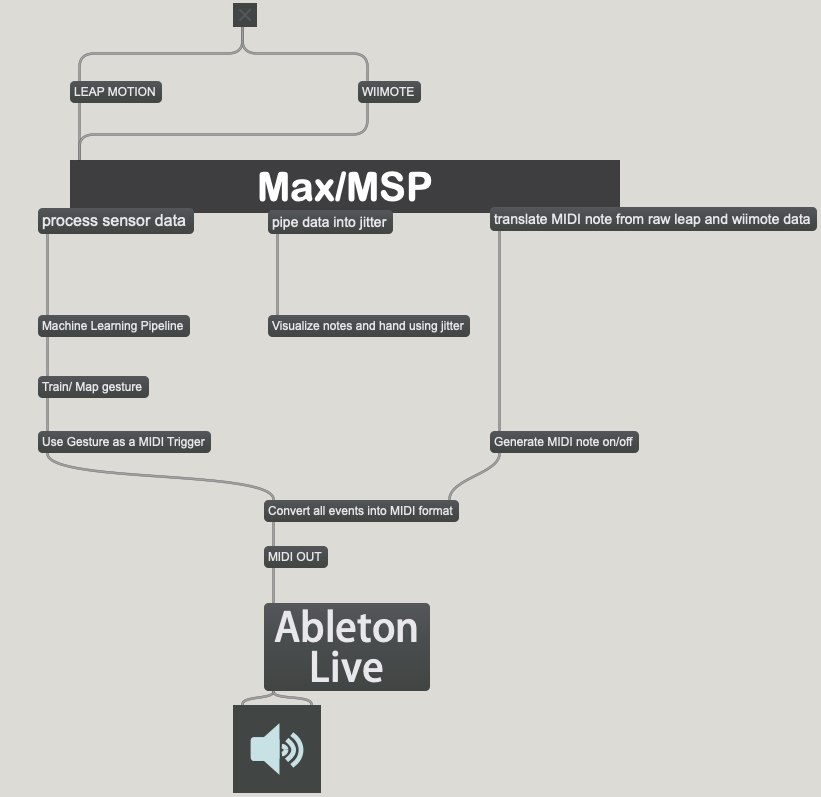 LEAP MOTION
WIIMOTE
Max/MSP
process sensor data
pipe data into jitter
translate MIDI note from raw leap and wiimote data
Machine Learning Pipeline
Visualize notes and hand using jitter
Train/ Map gesture
Use Gesture as a MIDI Trigger
Generate MIDI note on/off
Convert all events into MIDI format
MIDI OUT
Ableton
Live